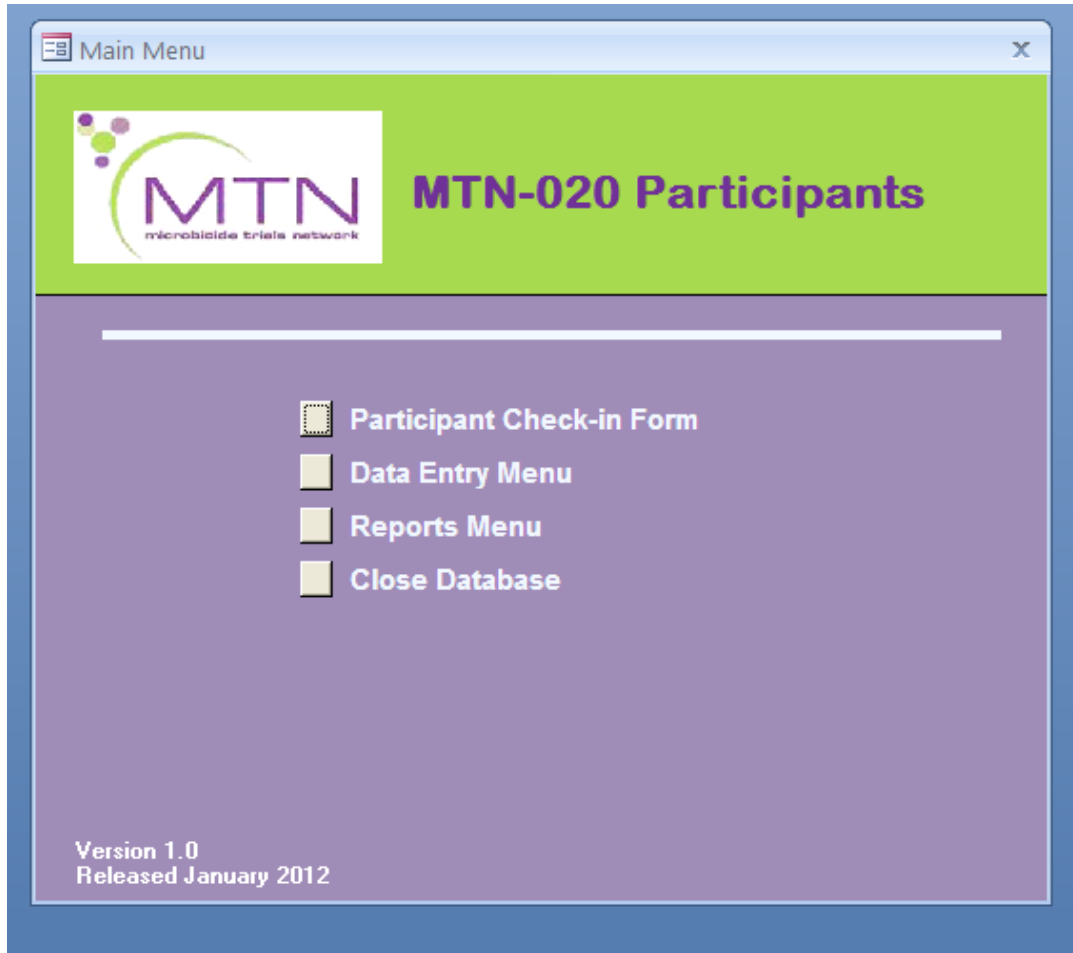 Main Menu
MTN
microbicide trials network
MTN-020 Participants
Participant Check-in Form
Data Entry Menu
Reports Menu
Close Database
Version 1.0
Released January 2012